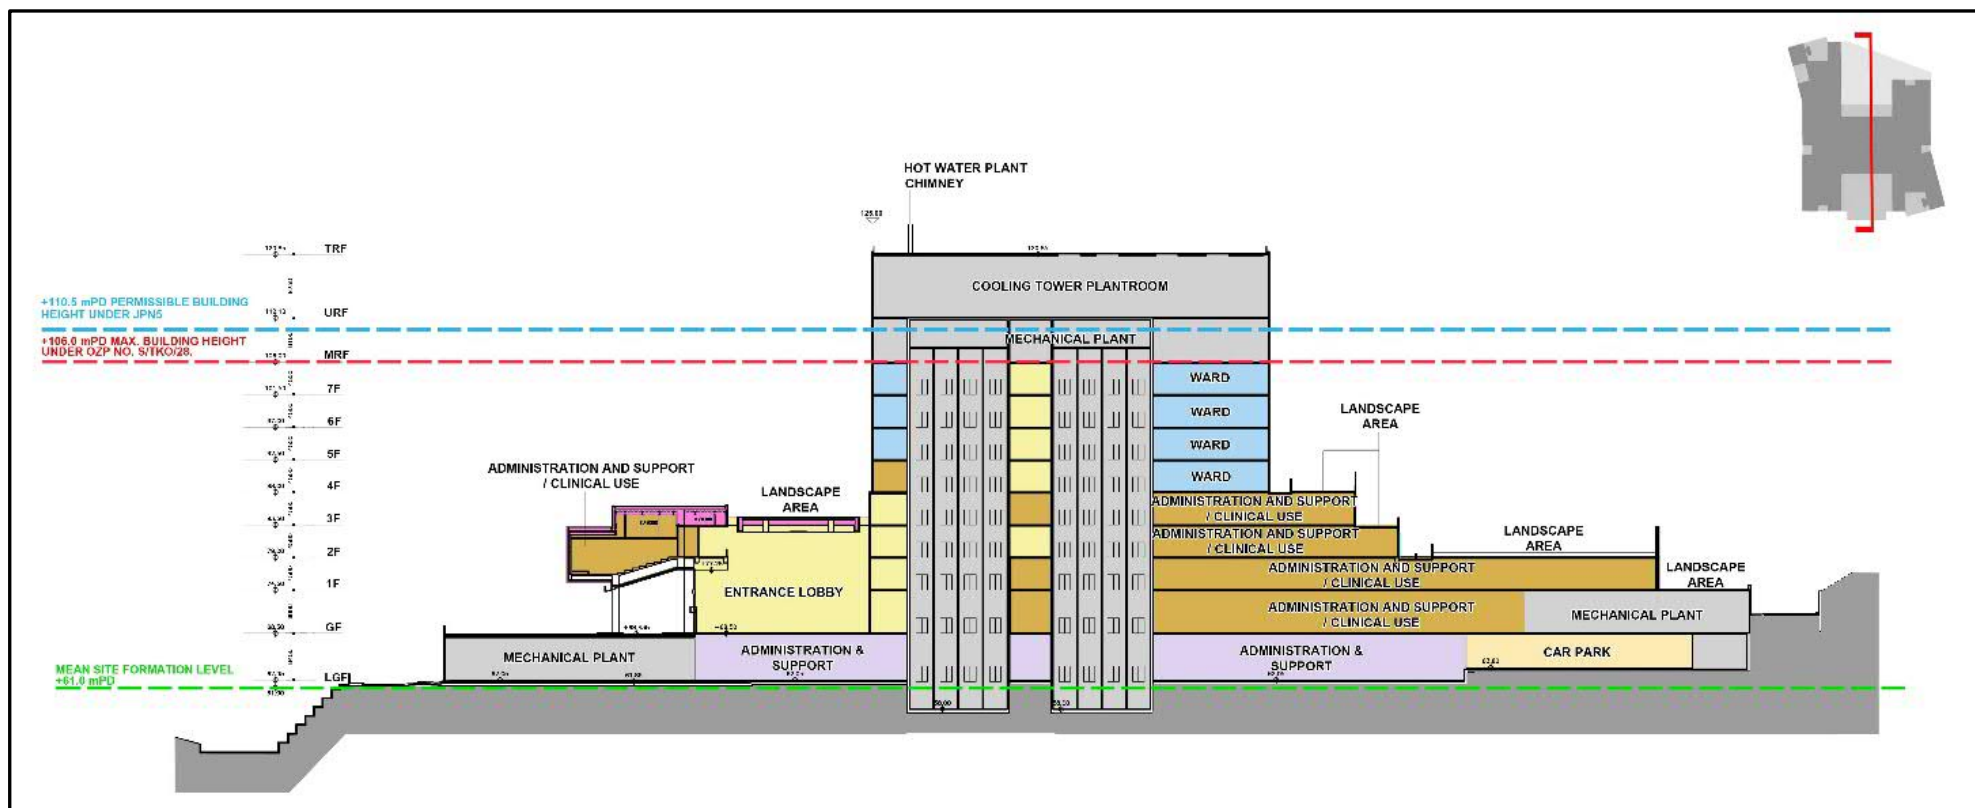 HOT WATER PLANT
CHIMNEY
TRF
COOLING TOWER PLANTROOM
+110.5 mPD PERMISSIBLE BUILDING
HEIGHT UNDER JPN5
URF
+106.0 mPD MAX. BUILDING HEIGHT
UNDER OZP NO. S/TKO/28.
MRF
MECHANICAL PLANT
7F
WARD
6F
WARD
LANDSCAPE
AREA
5F
WARD
ADMINISTRATION AND SUPPORT
/ CLINICAL USE
4F
WARD
LANDSCAPE
AREA
3F
ADMINISTRATION AND SUPPORT
/ CLINICAL USE
2F
ADMINISTRATION AND SUPPORT
/ CLINICAL USE
LANDSCAPE
AREA
1F
ENTRANCE LOBBY
ADMINISTRATION AND SUPPORT
/ CLINICAL USE
LANDSCAPE
AREA
GF
ADMINISTRATION AND SUPPORT
/ CLINICAL USE
MECHANICAL PLANT
MECHANICAL PLANT
ADMINISTRATION &
SUPPORT
ADMINISTRATION &
SUPPORT
CAR PARK
MEAN SITE FORMATION LEVEL
+61.0 mPD
LGF